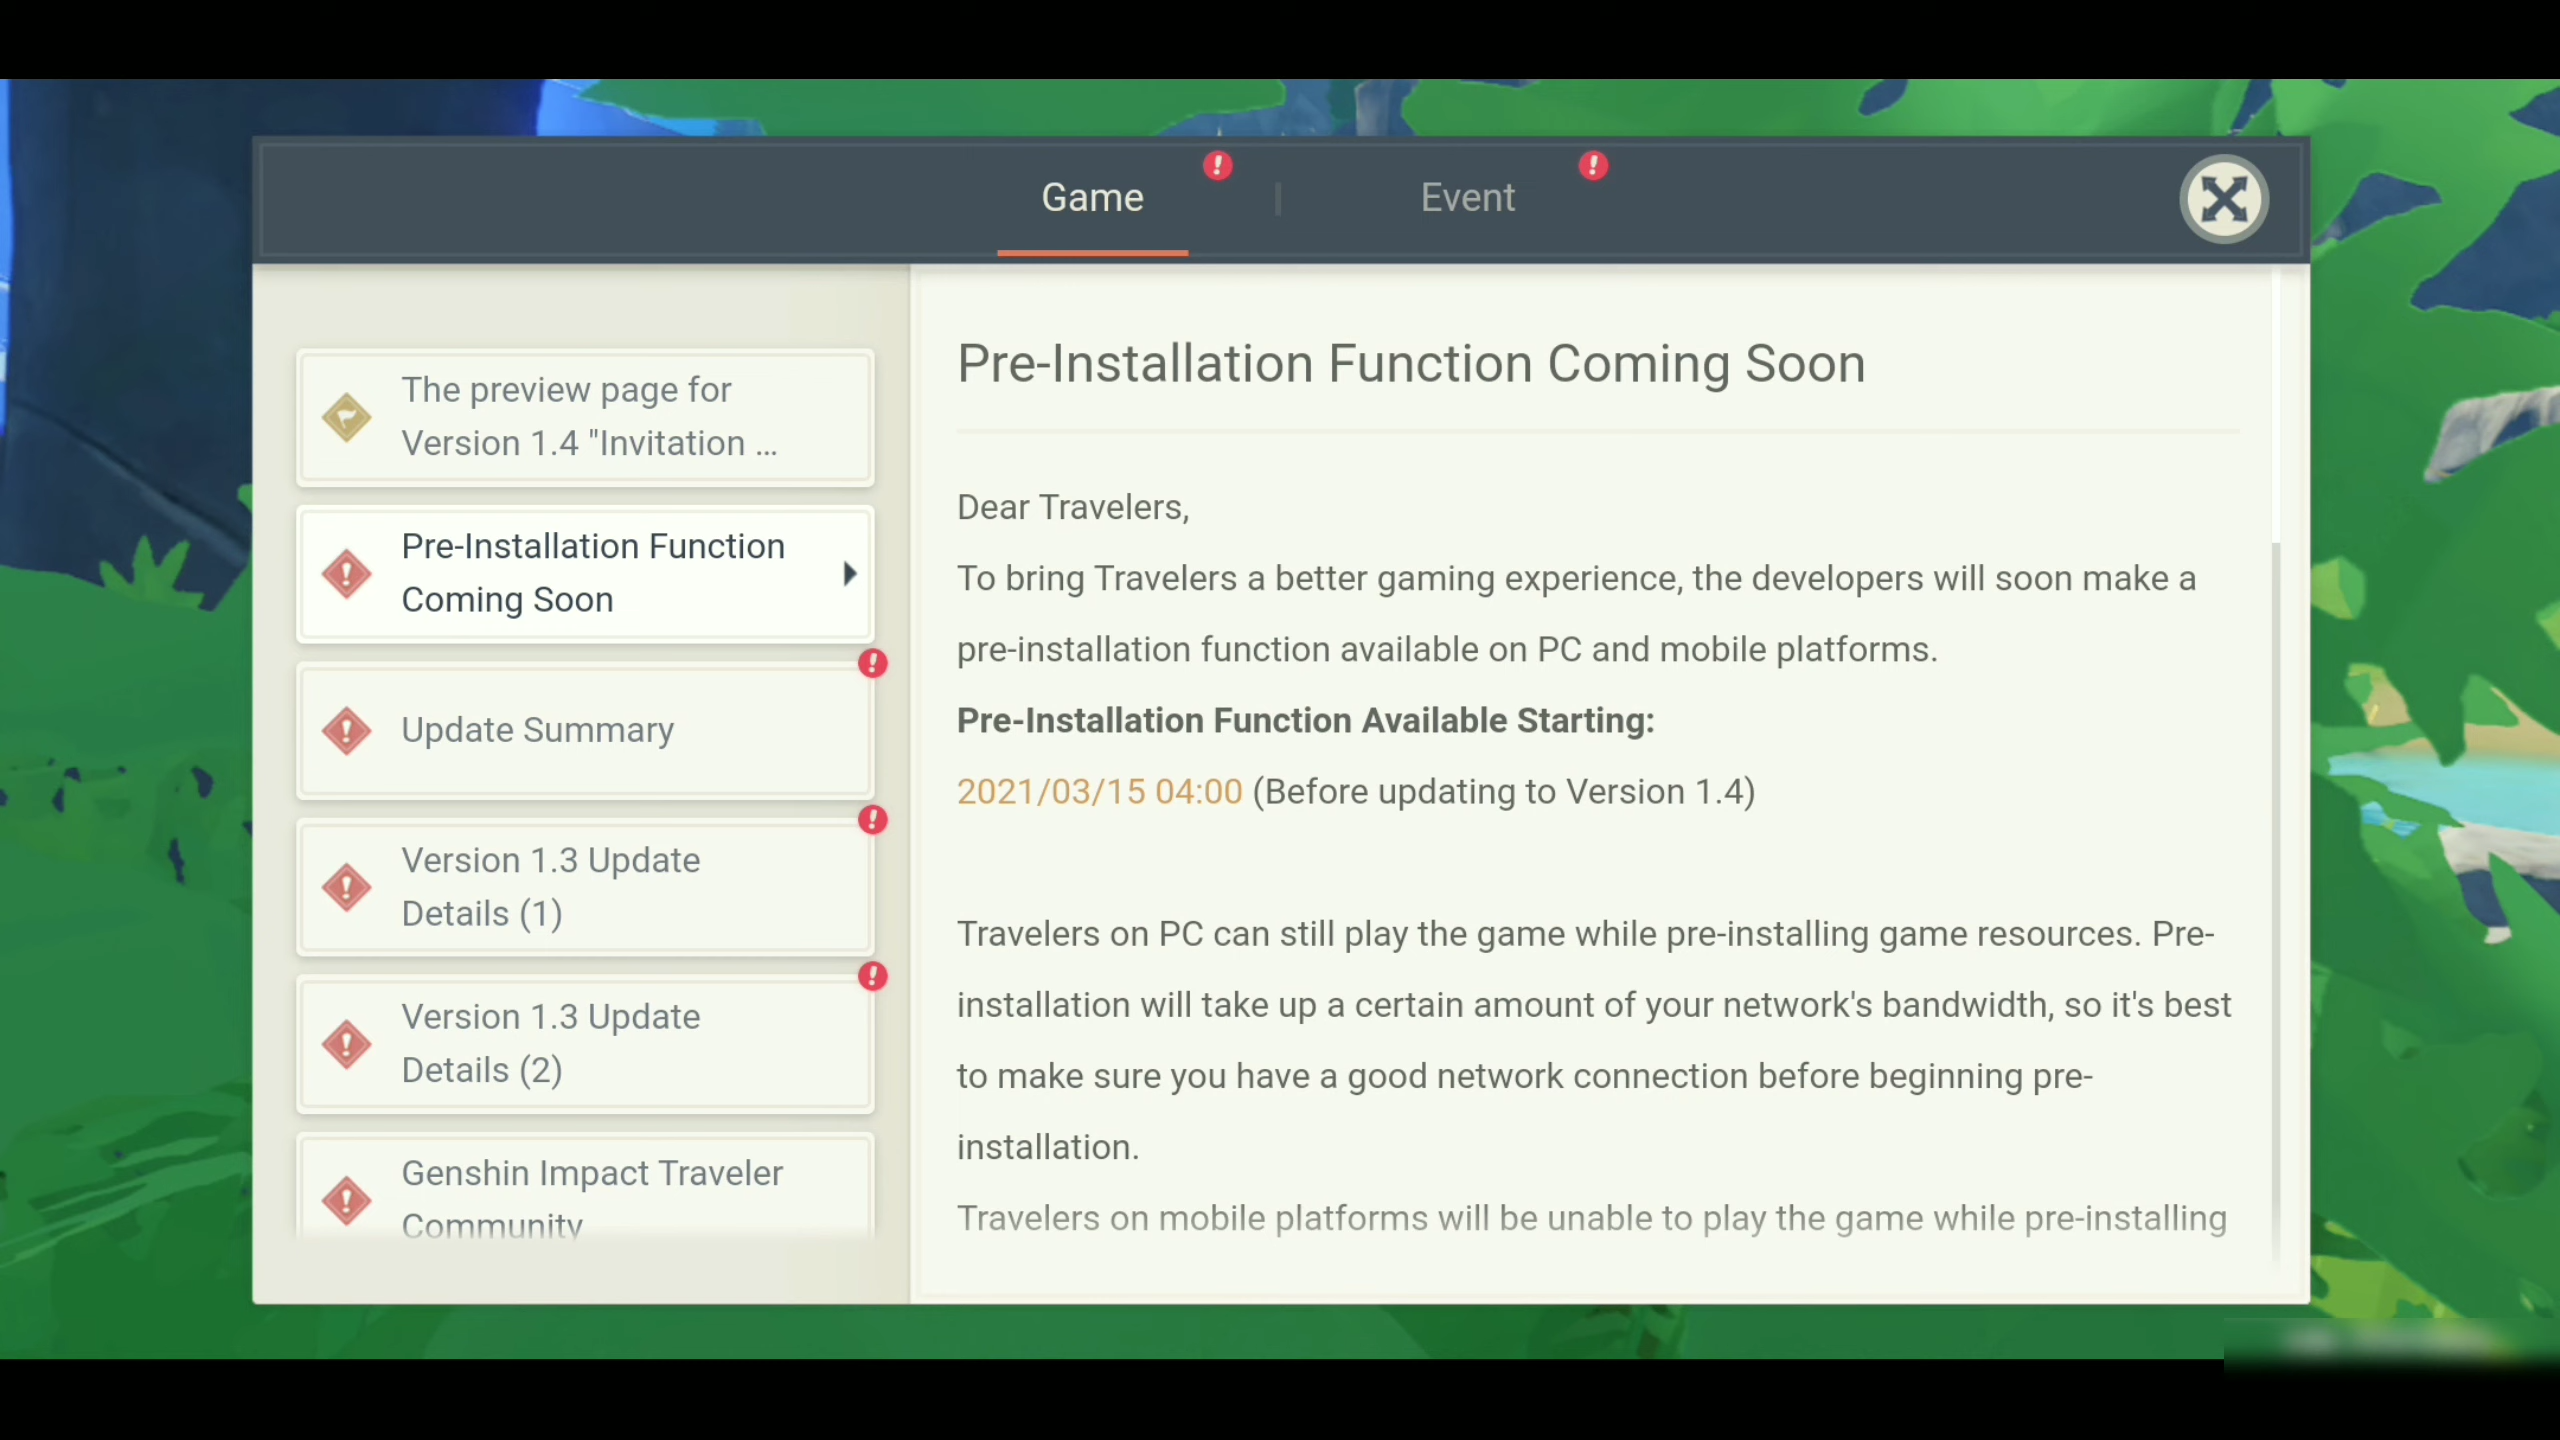 Game
Event
The preview page for
Version 1.4 "Invitation ...
Pre-Installation Function
Coming Soon
Update Summary
Version 1.3 Update
Details (1)
Version 1.3 Update
Details (2)
Genshin Impact Traveler
Community
Pre-Installation Function Coming Soon
Dear Travelers,
To bring Travelers a better gaming experience, the developers will soon make a
pre-installation function available on PC and mobile platforms.
Pre-Installation Function Available Starting:
2021/03/15 04:00 (Before updating to Version 1.4)
Travelers on PC can still play the game while pre-installing game resources. Pre-
installation will take up a certain amount of your network's bandwidth, so it's best
to make sure you have a good network connection before beginning pre-
installation.
Travelers on mobile platforms will be unable to play the game while pre-installing